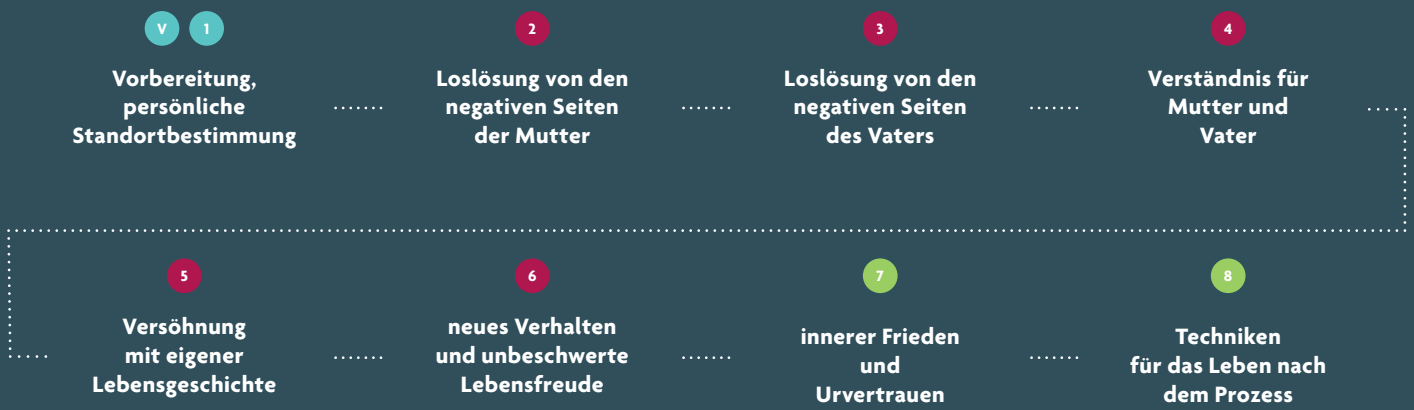 V 1
Vorbereitung,
persönliche
Standortbestimmung
2
Loslösung von den
negativen Seiten
der Mutter
3
Loslösung von den
negativen Seiten
des Vaters
4
Verständnis für
Mutter und
Vater
5
Versöhnung
mit eigener
Lebensgeschichte
6
neues Verhalten
und unbeschwerte
Lebensfreude
7
innerer Frieden
und
Urvertrauen
8
Techniken
für das Leben nach
dem Prozess